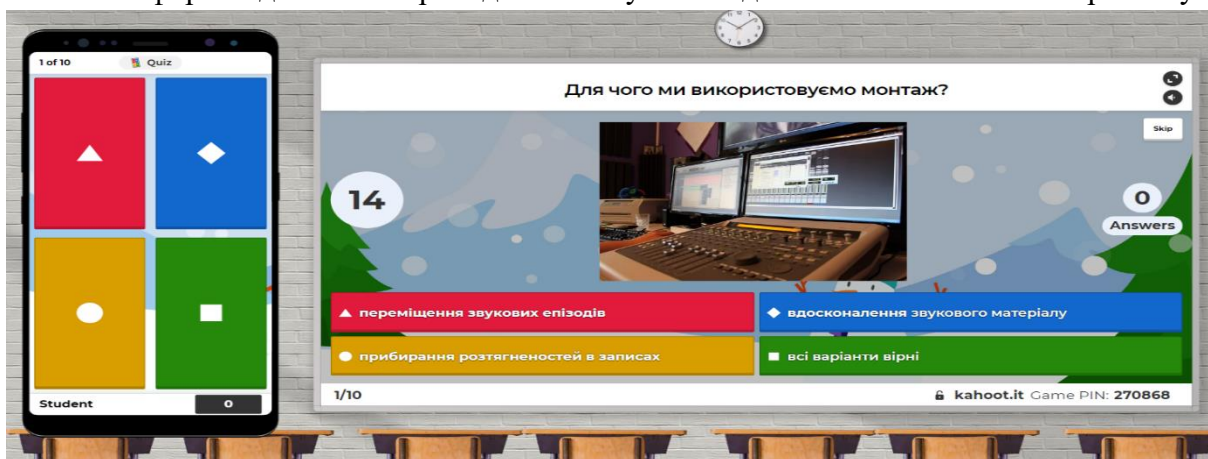 1 of 10
Quiz
Student
0
Для чого ми використовуємо монтаж?
Skip
14
0
Answers
переміщення звукових епізодів
вдосконалення звукового матеріалу
прибирання розтягненостей в записах
всі варіанти вірні
1/10
kahoot.it Game PIN: 270868